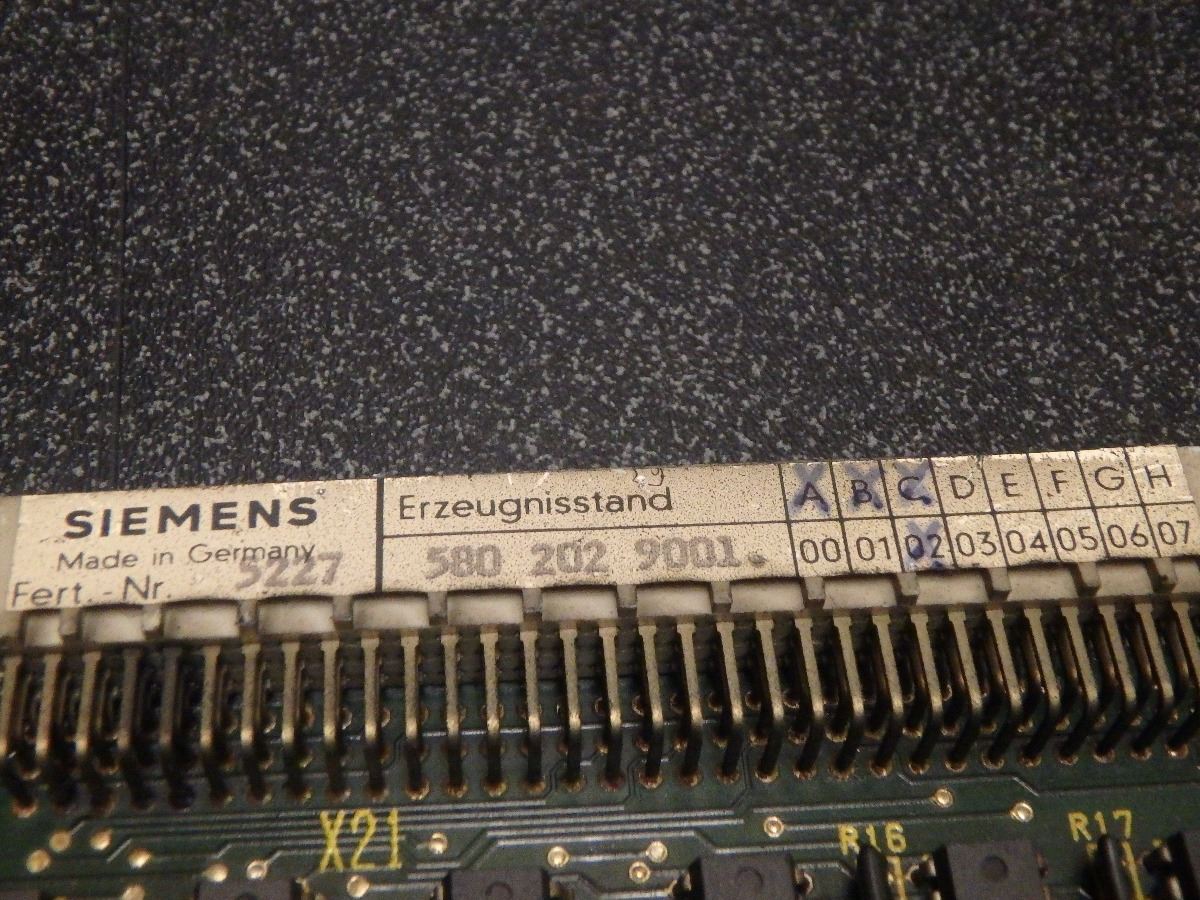 SIEMENS
Made in Germany
Fert.-Nr. 5227
Erzeugnisstand
580 202 9001.
A B C D E F G H
00 01 02 03 04 05 06 07
X21
R16
R17